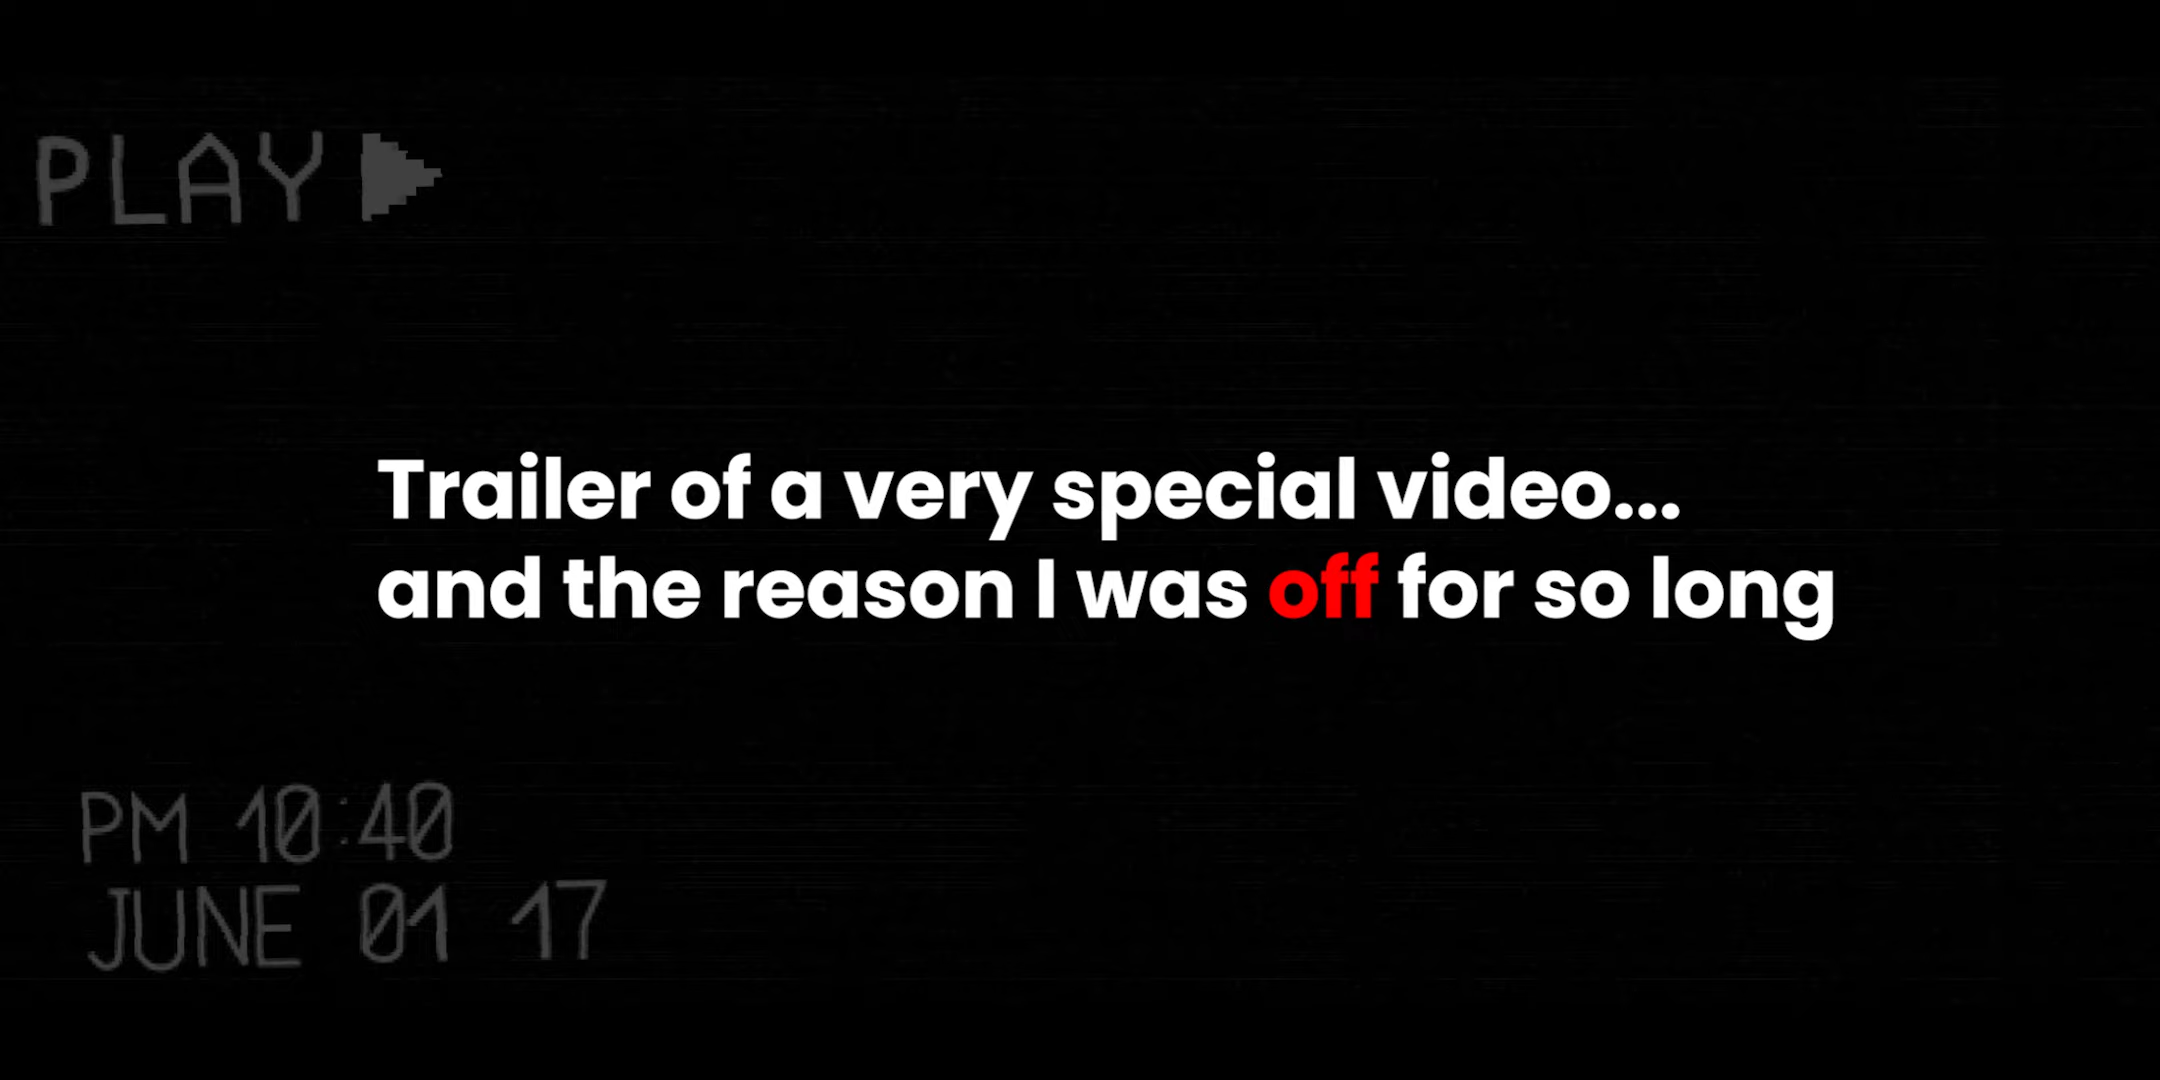 PLAY
Trailer of a very special video...
and the reason I was off for so long
PM 10:40
JUNE 01 17